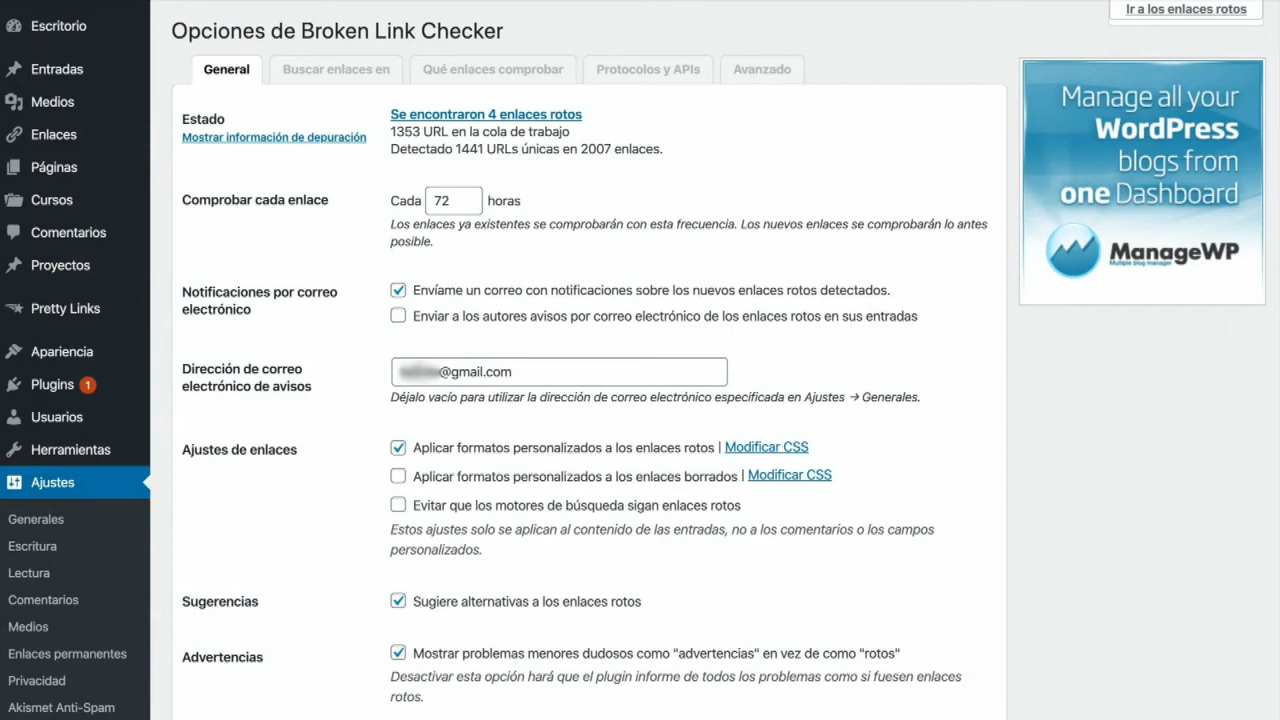 Ir a los enlaces rotos
Opciones de Broken Link Checker
General
Buscar enlaces en
Qué enlaces comprobar
Protocolos y APIs
Avanzado
Escritorio
Entradas
Medios
Enlaces
Páginas
Cursos
Comentarios
Proyectos
Pretty Links
Apariencia
Plugins 1
Usuarios
Herramientas
Ajustes
Generales
Escritura
Lectura
Comentarios
Medios
Enlaces permanentes
Privacidad
Akismet Anti-Spam
Estado
Mostrar información de depuración
Se encontraron 4 enlaces rotos
1353 URL en la cola de trabajo
Detectado 1441 URLs únicas en 2007 enlaces.
Comprobar cada enlace
Cada 72 horas
Los enlaces ya existentes se comprobarán con esta frecuencia. Los nuevos enlaces se comprobarán lo antes
posible.
Notificaciones por correo
electrónico
Envíame un correo con notificaciones sobre los nuevos enlaces rotos detectados.
Enviar a los autores avisos por correo electrónico de los enlaces rotos en sus entradas
Dirección de correo
electrónico de avisos
@gmail.com
Déjalo vacío para utilizar la dirección de correo electrónico especificada en Ajustes → Generales.
Ajustes de enlaces
Aplicar formatos personalizados a los enlaces rotos | Modificar CSS
Aplicar formatos personalizados a los enlaces borrados | Modificar CSS
Evitar que los motores de búsqueda sigan enlaces rotos
Estos ajustes solo se aplican al contenido de las entradas, no a los comentarios o los campos
personalizados.
Sugerencias
Sugiere alternativas a los enlaces rotos
Advertencias
Mostrar problemas menores dudosos como "advertencias" en vez de como "rotos"
Desactivar esta opción hará que el plugin informe de todos los problemas como si fuesen enlaces
rotos.
Manage all your
WordPress
blogs from
one Dashboard
ManageWP
Multiple blog manager